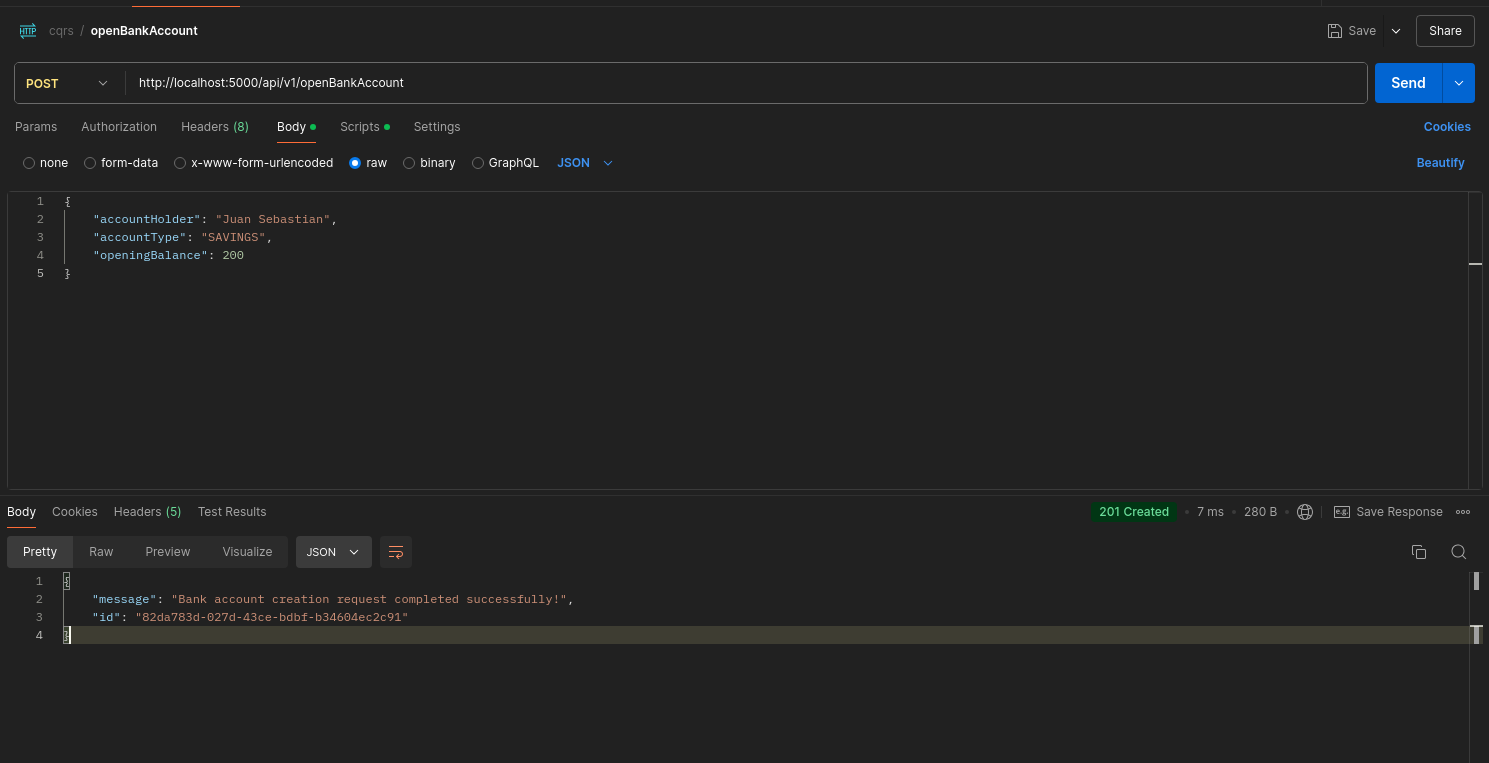 HTTP cqrs / openBankAccount Save Share
POST http://localhost:5000/api/v1/openBankAccount Send
Params Authorization Headers (8) Body Scripts Settings Cookies
none form-data x-www-form-urlencoded raw binary GraphQL JSON Beautify
1 {
2 "accountHolder": "Juan Sebastian",
3 "accountType": "SAVINGS",
4 "openingBalance": 200
5 }
Body Cookies Headers (5) Test Results 201 Created • 7 ms • 280 B • e.g. Save Response
Pretty Raw Preview Visualize JSON
1 {
2 "message": "Bank account creation request completed successfully!",
3 "id": "82da783d-027d-43ce-bdbf-b34604ec2c91"
4 }